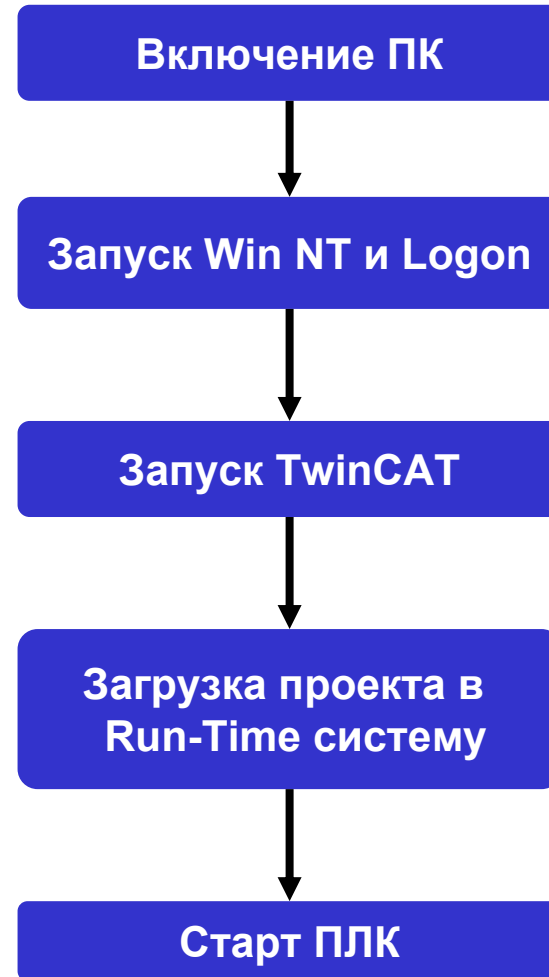 Включение ПК
Запуск Win NT и Logon
Запуск TwinCAT
Загрузка проекта в
Run-Time систему
Старт ПЛК